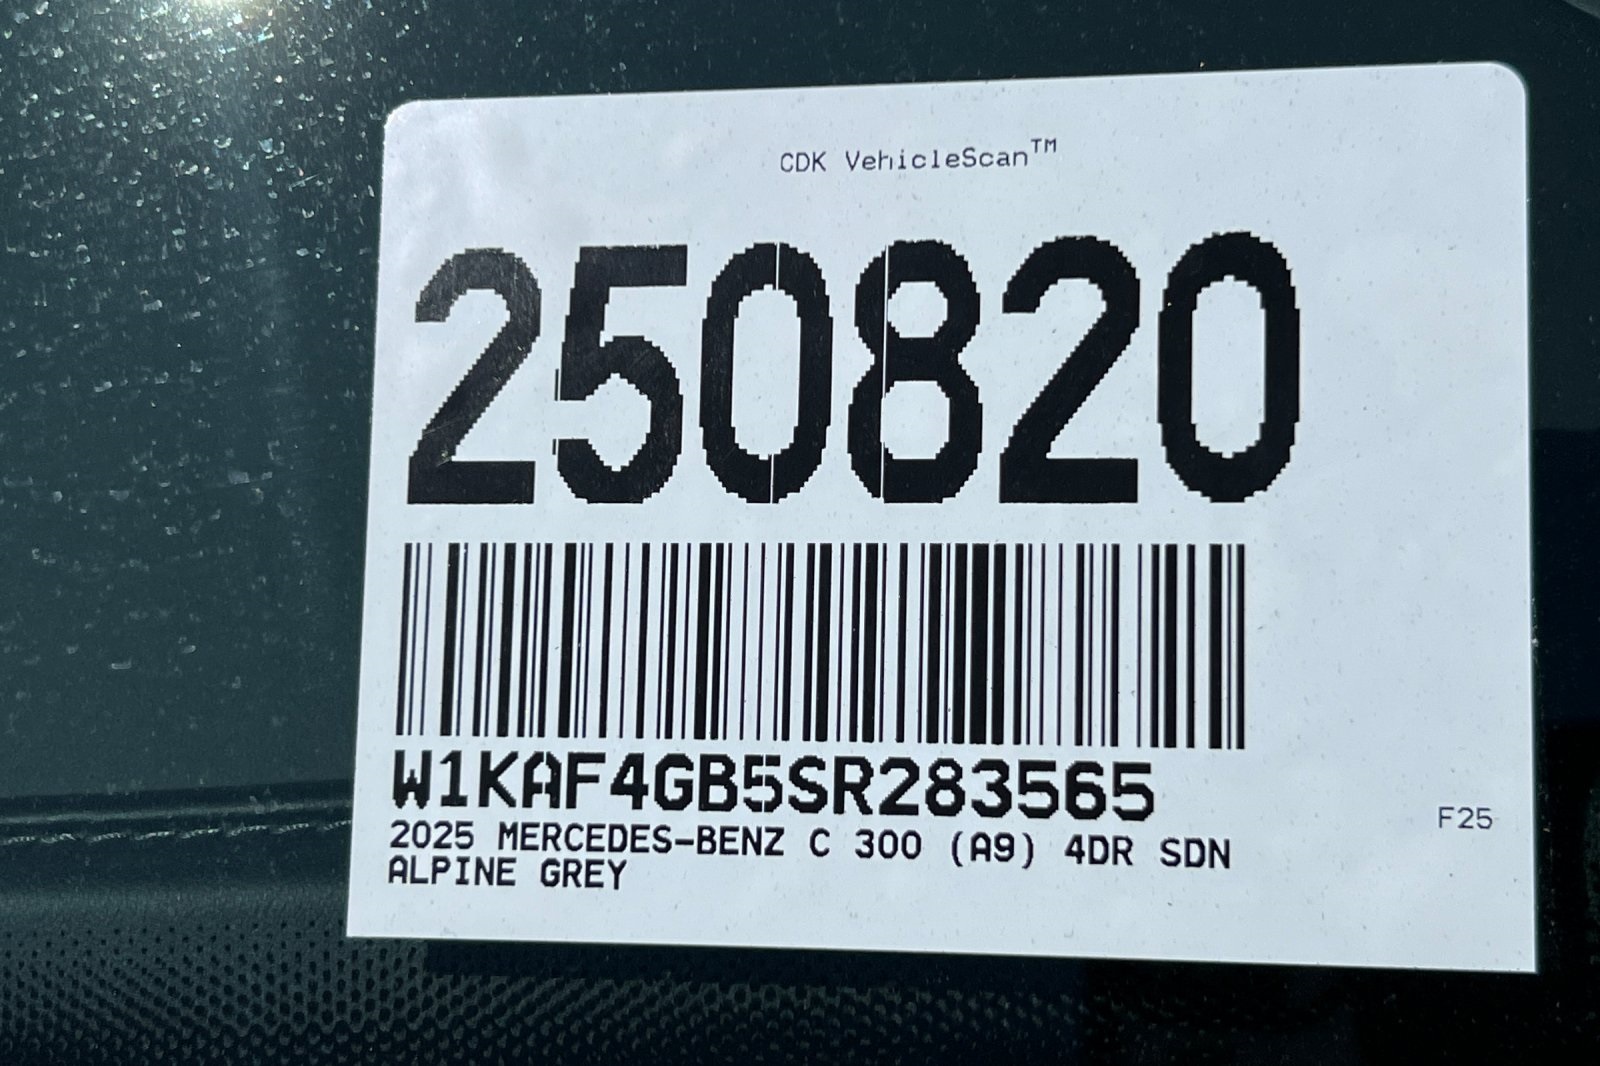 CDK VehicleScan™
250820
W1KAF4GB5SR283565
2025 MERCEDES-BENZ C 300 (A9) 4DR SDN
ALPINE GREY
F25